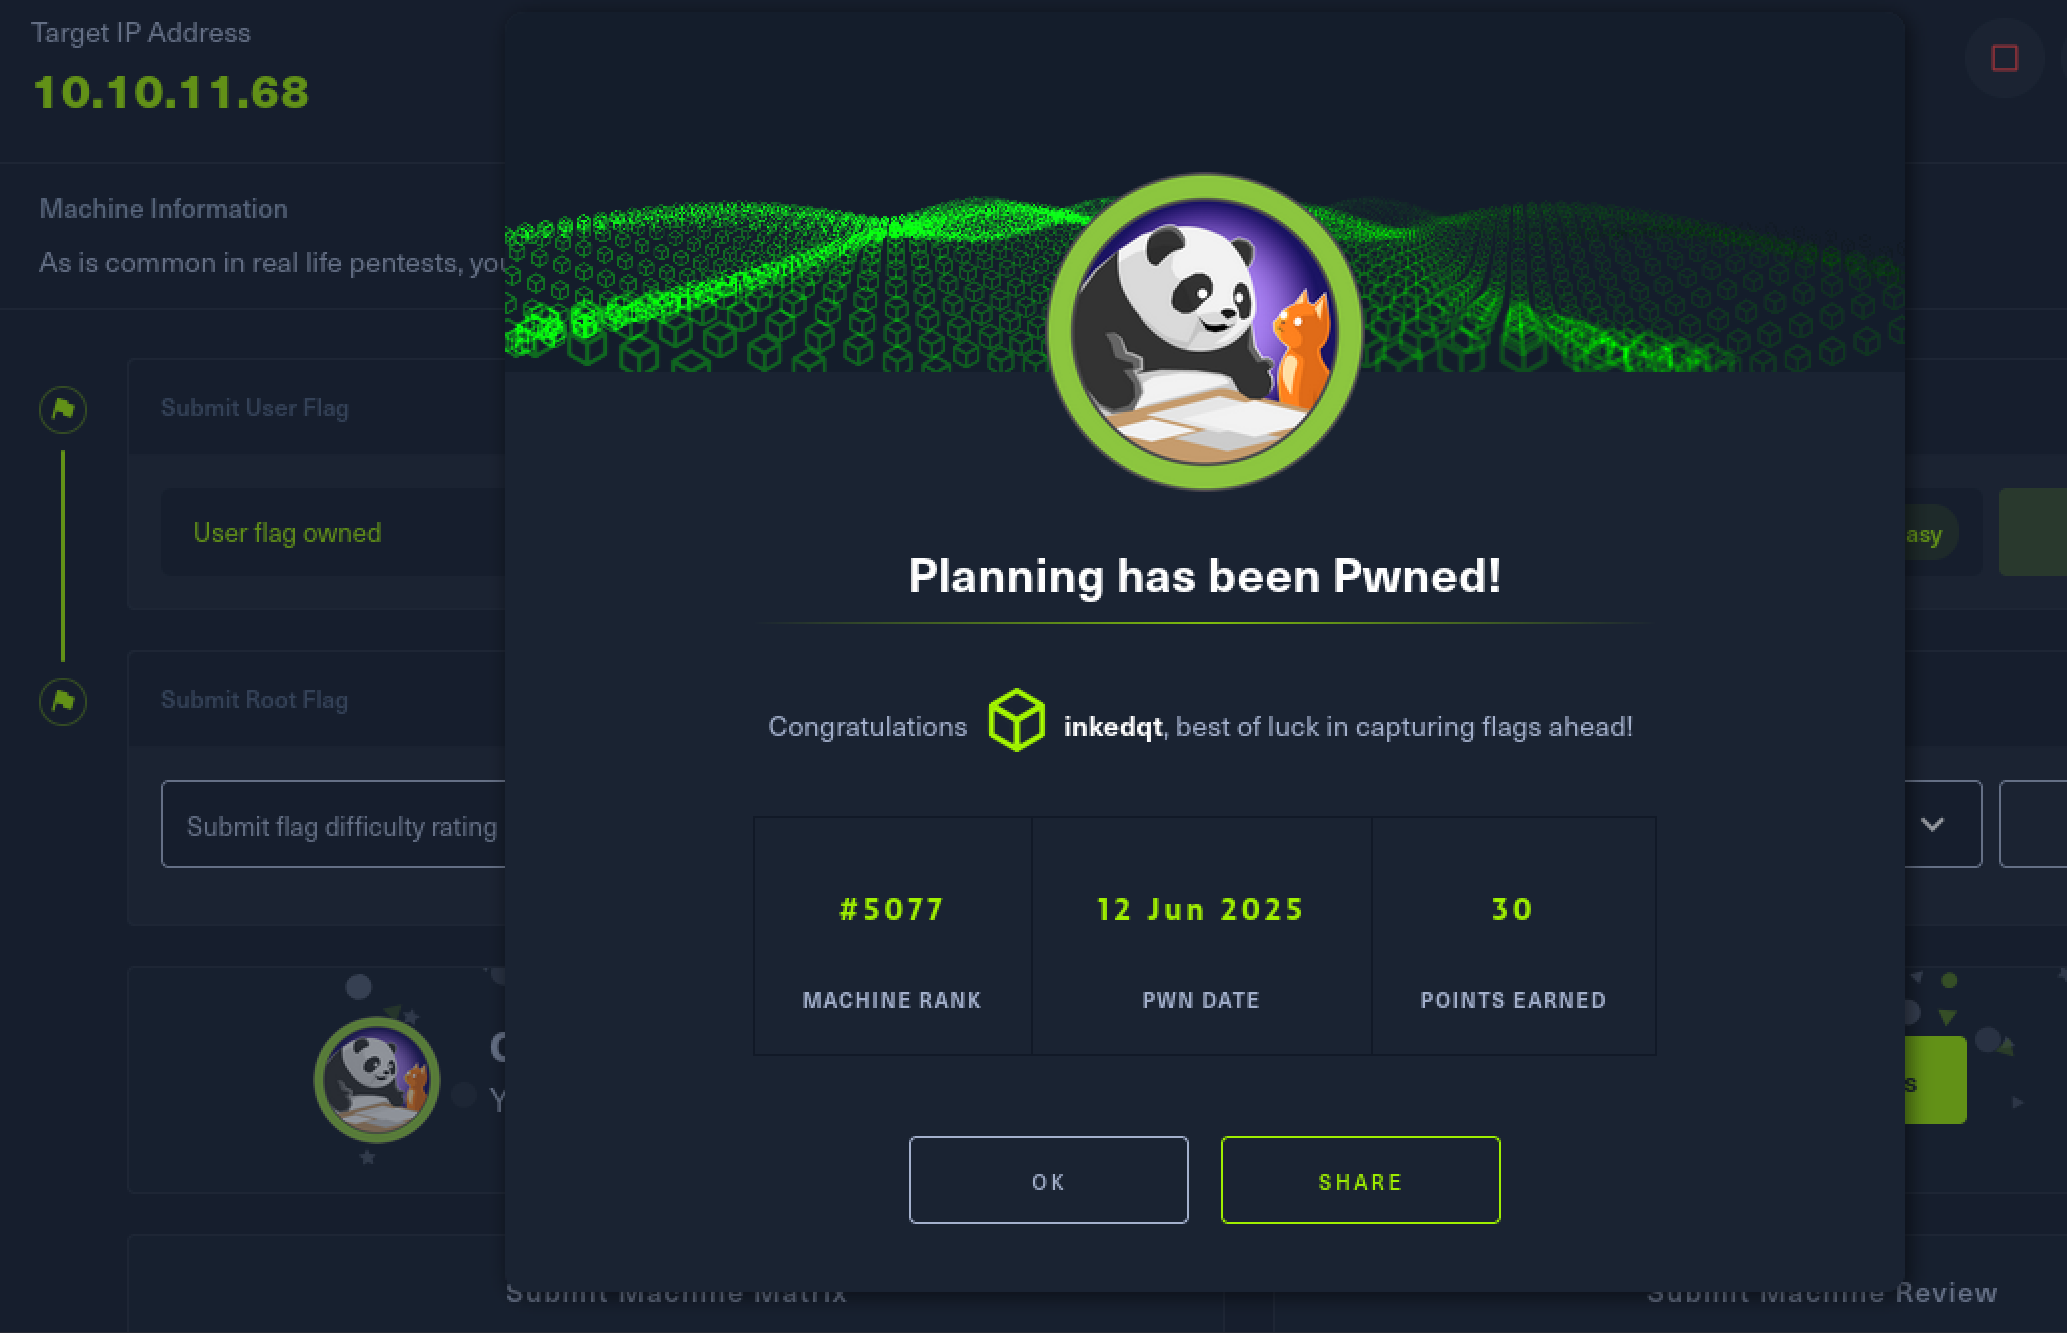 Target IP Address
10.10.11.68
Machine Information
As is common in real life pentests, you
Submit User Flag
User flag owned
asy
Planning has been Pwned!
Submit Root Flag
Congratulations inkedqt, best of luck in capturing flags ahead!
Submit flag difficulty rating
#5077
12 Jun 2025
30
MACHINE RANK
PWN DATE
POINTS EARNED
s
OK
SHARE
Submit Machine Matrix
Submit Machine Review